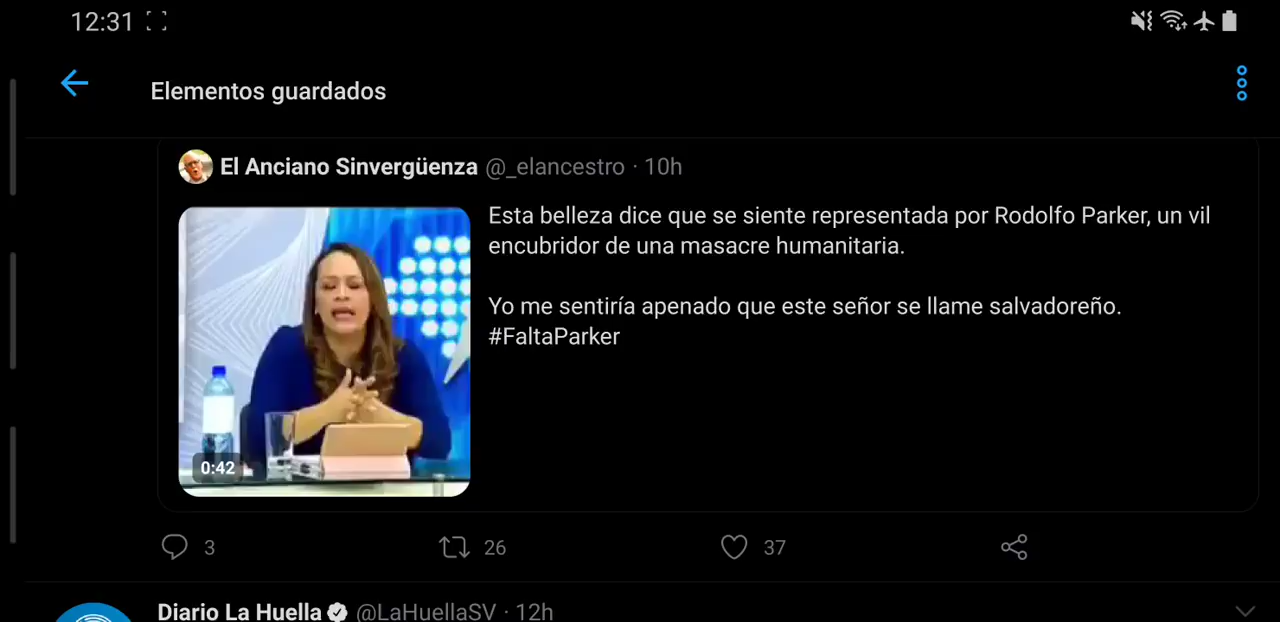 12:31
Elementos guardados
El Anciano Sinvergüenza @_elancestro · 10h
Esta belleza dice que se siente representada por Rodolfo Parker, un vil
encubridor de una masacre humanitaria.
Yo me sentiría apenado que este señor se llame salvadoreño.
#FaltaParker
0:42
3 26 37
Diario La Huella @LaHuellaSV · 12h